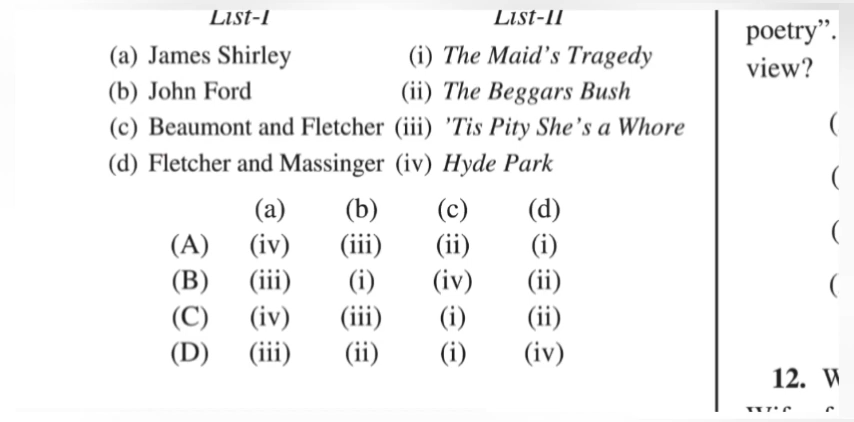 List-I List-II
(a) James Shirley (i) The Maid's Tragedy
(b) John Ford (ii) The Beggars Bush
(c) Beaumont and Fletcher (iii) 'Tis Pity She's a Whore
(d) Fletcher and Massinger (iv) Hyde Park
(a) (b) (c) (d)
(A) (iv) (iii) (ii) (i)
(B) (iii) (i) (iv) (ii)
(C) (iv) (iii) (i) (ii)
(D) (iii) (ii) (i) (iv)
poetry”.
view?
(
(
(
(
12. W